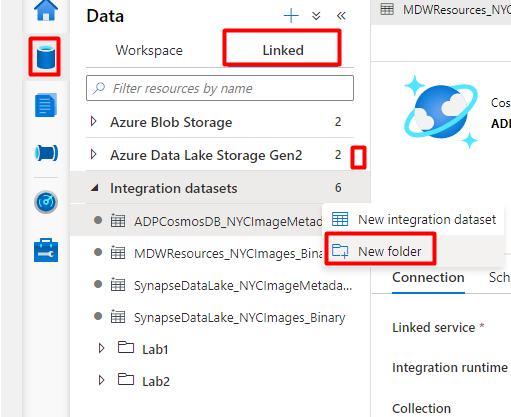 Data
MDWResources_NYC
Workspace
Linked
Filter resources by name
Azure Blob Storage 2
Azure Data Lake Storage Gen2 2
Integration datasets 6
ADPCosmosDB_NYCImageMetad
MDWResources_NYCImages_Bina
SynapseDataLake_NYCImageMetada...
SynapseDataLake_NYCImages_Binary
Lab1
Lab2
New integration dataset
New folder
Cos
AD
Connection
Sch
Linked service *
Integration runtime
Collection